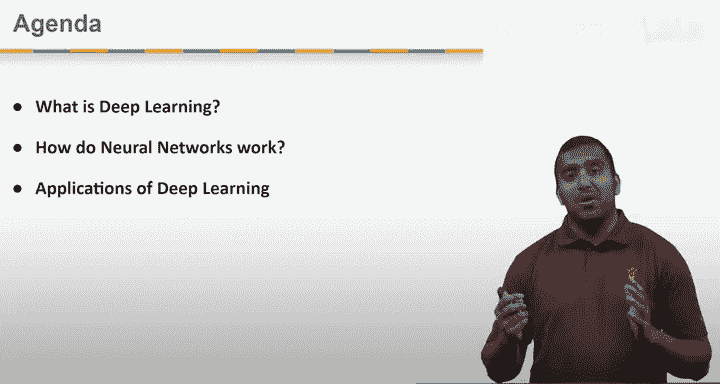 Agenda
● What is Deep Learning?
● How do Neural Networks work?
● Applications of Deep Learning